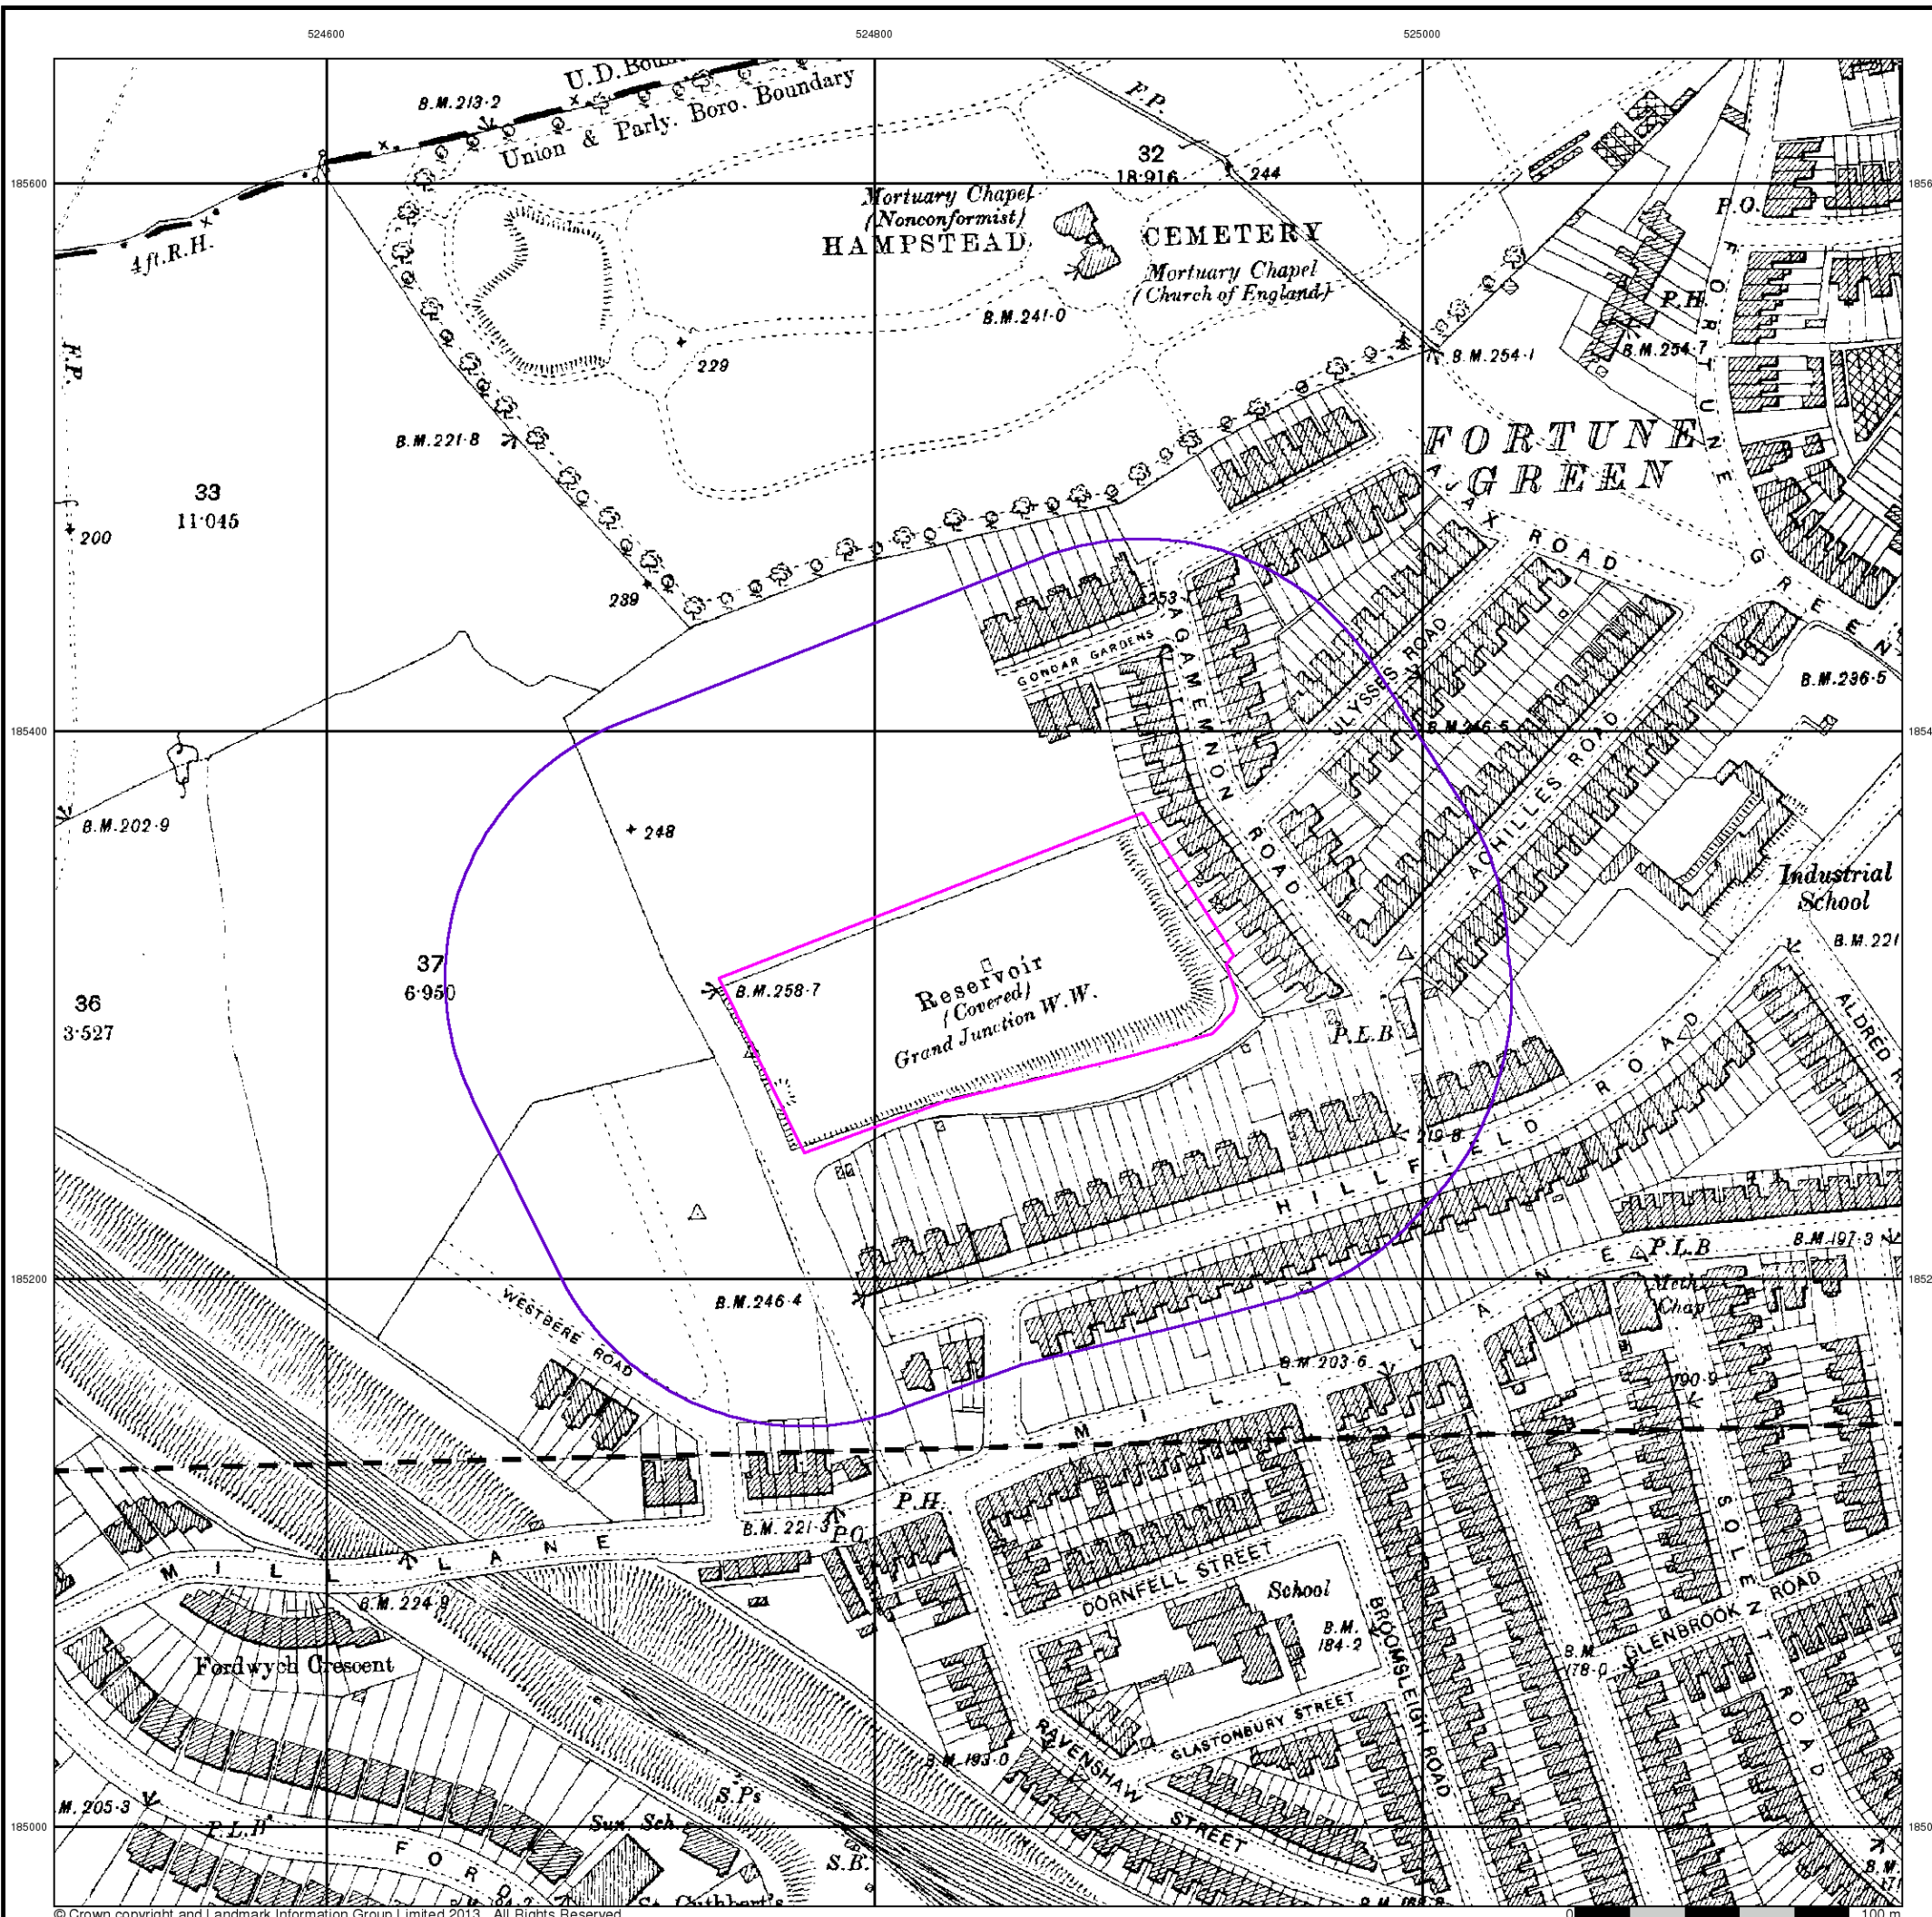 524600
524800
525000
U.D. Boun
Union & Parly. Boro. Boundary
B.M.213·2
F.P.
32
18·916
244
185600
1856
4ft.R.H.
Mortuary Chapel
(Nonconformist)
HAMPSTEAD
CEMETERY
Mortuary Chapel
(Church of England)
P.O.
P.H.
B.M.241·0
B.M.254·1
B.M.254·7
F.P.
229
B.M.221·8
FORTUNE
GREEN
FORTUNE GREEN
33
11·045
200
239
AJAX ROAD
253
GONDAR GARDENS
AGAMEMNON ROAD
ULYSSES ROAD
B.M.236·5
185400
1854
B.M.246·5
ACHILLES ROAD
B.M.202·9
248
Industrial
School
B.M.221
37
6·950
36
3·527
B.M.258·7
Reservoir
(Covered)
Grand Junction W.W.
P.L.B
ALDRED R
219·8
HILLFIELD ROAD
P.L.B
B.M.197·3
185200
1852
B.M.246·4
WESTBERE ROAD
Meth.
Chap
B.M.203·6
190·9
MILL LANE
P.H.
B.M.221·3
P.O.
MILL LANE
B.M.224·9
DORNFELL STREET
School
B.M.
184·2
BROOMSLEIGH ROAD
SOLENT ROAD
GLENBROOK ROAD
B.M.
178·0
Fordwych Crescent
GLASTONBURY STREET
B.M.193·0
RAVENSHAW STREET
S.Ps
M.205·3
P.L.B
Sun. Sch.
185000
1850
FORD
S.B.
St. Cuthbert's
B.M.
171
© Crown copyright and Landmark Information Group Limited 2013. All Rights Reserved.
0
100 m